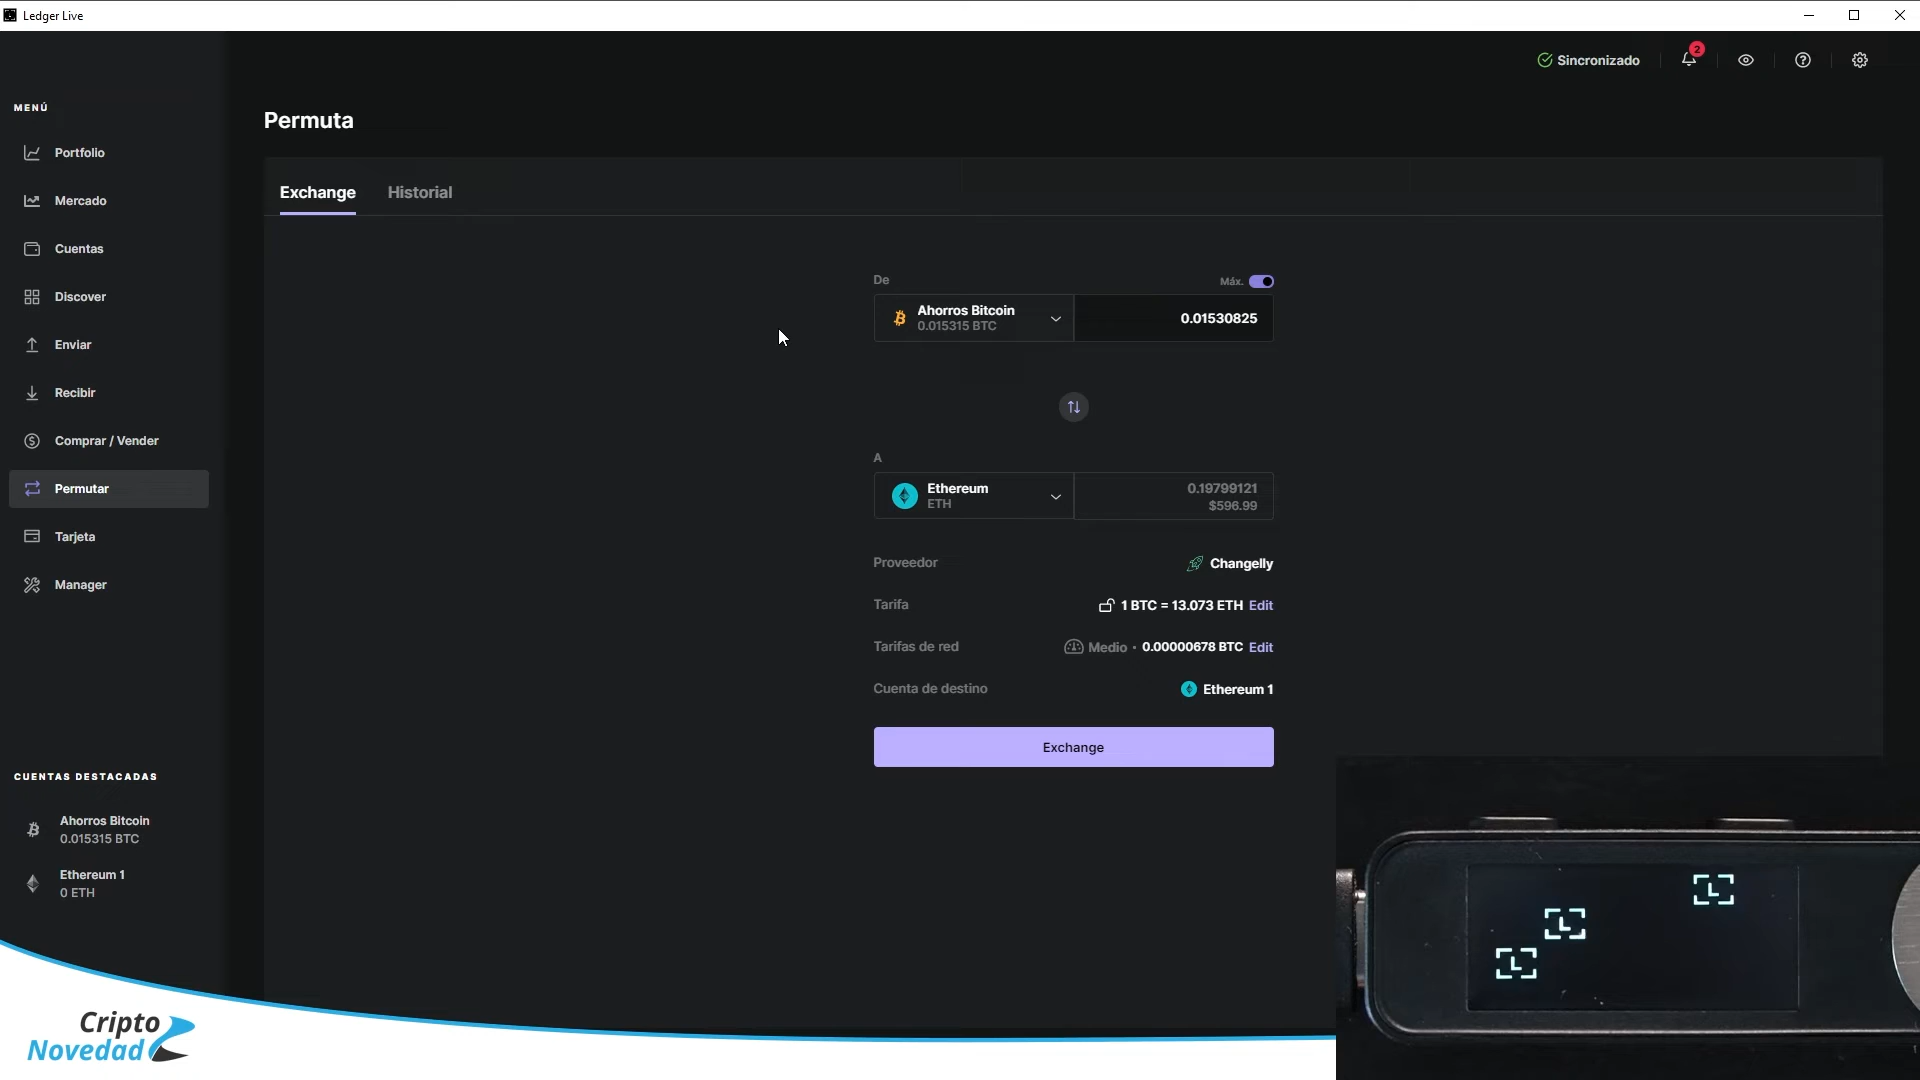 Ledger Live
Sincronizado
2
MENÚ
Portfolio
Mercado
Cuentas
Discover
Enviar
Recibir
Comprar / Vender
Permutar
Tarjeta
Manager
CUENTAS DESTACADAS
Ahorros Bitcoin
0.015315 BTC
Ethereum 1
0 ETH
Permuta
Exchange Historial
De Máx.
Ahorros Bitcoin
0.015315 BTC
0.01530825
A
Ethereum
ETH
0.19799121
$596.99
Proveedor Changelly
Tarifa 1 BTC = 13.073 ETH Edit
Tarifas de red Medio • 0.00000678 BTC Edit
Cuenta de destino Ethereum 1
Exchange
Cripto
Novedad